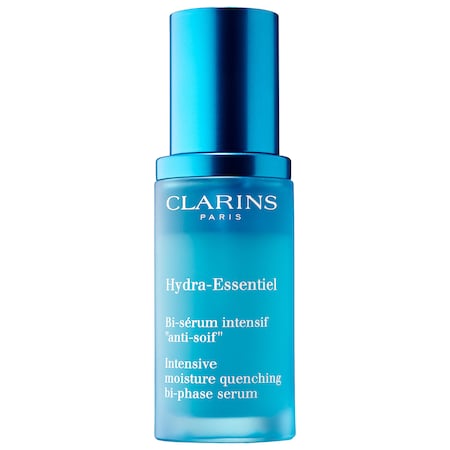 CLARINS
PARIS
Hydra-Essentiel
Bi-sérum intensif
"anti-soif"
Intensive
moisture quenching
bi-phase serum